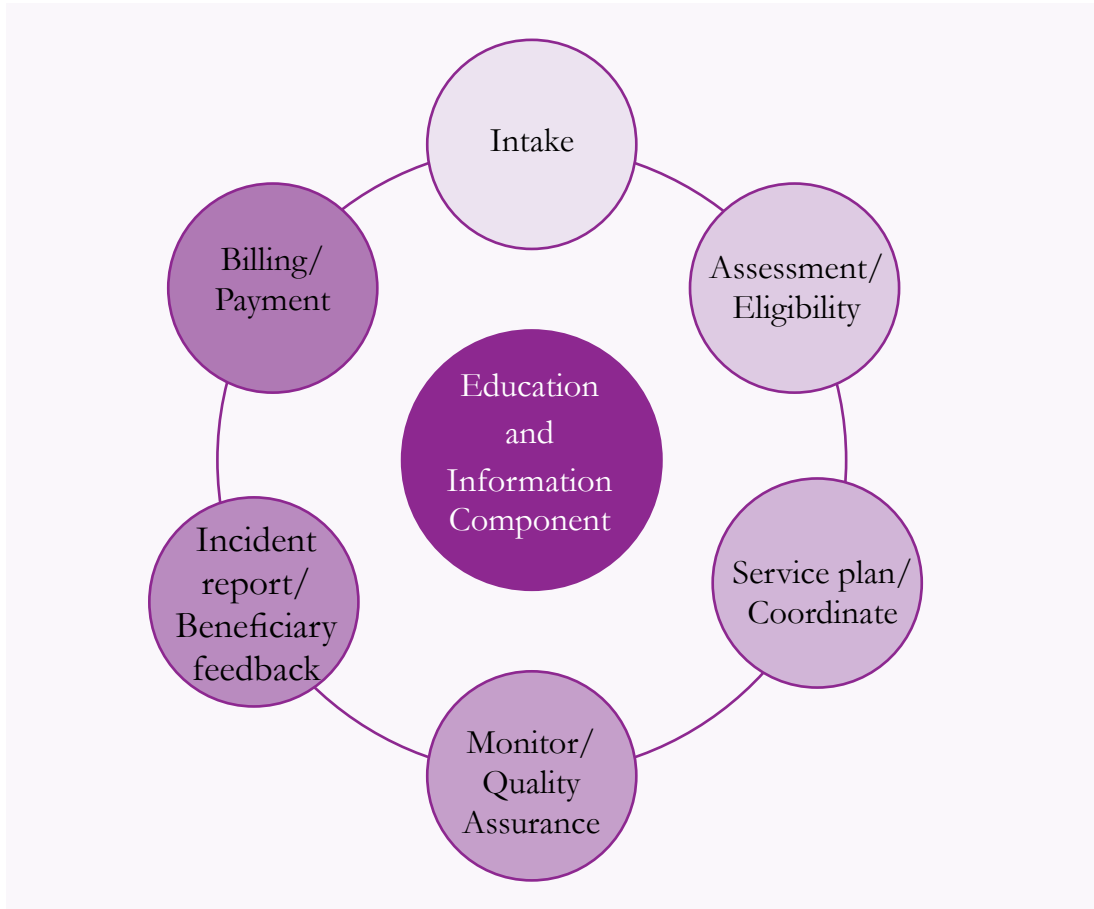 Intake
Assessment/
Eligibility
Service plan/
Coordinate
Monitor/
Quality
Assurance
Incident
report/
Beneficiary
feedback
Billing/
Payment
Education
and
Information
Component